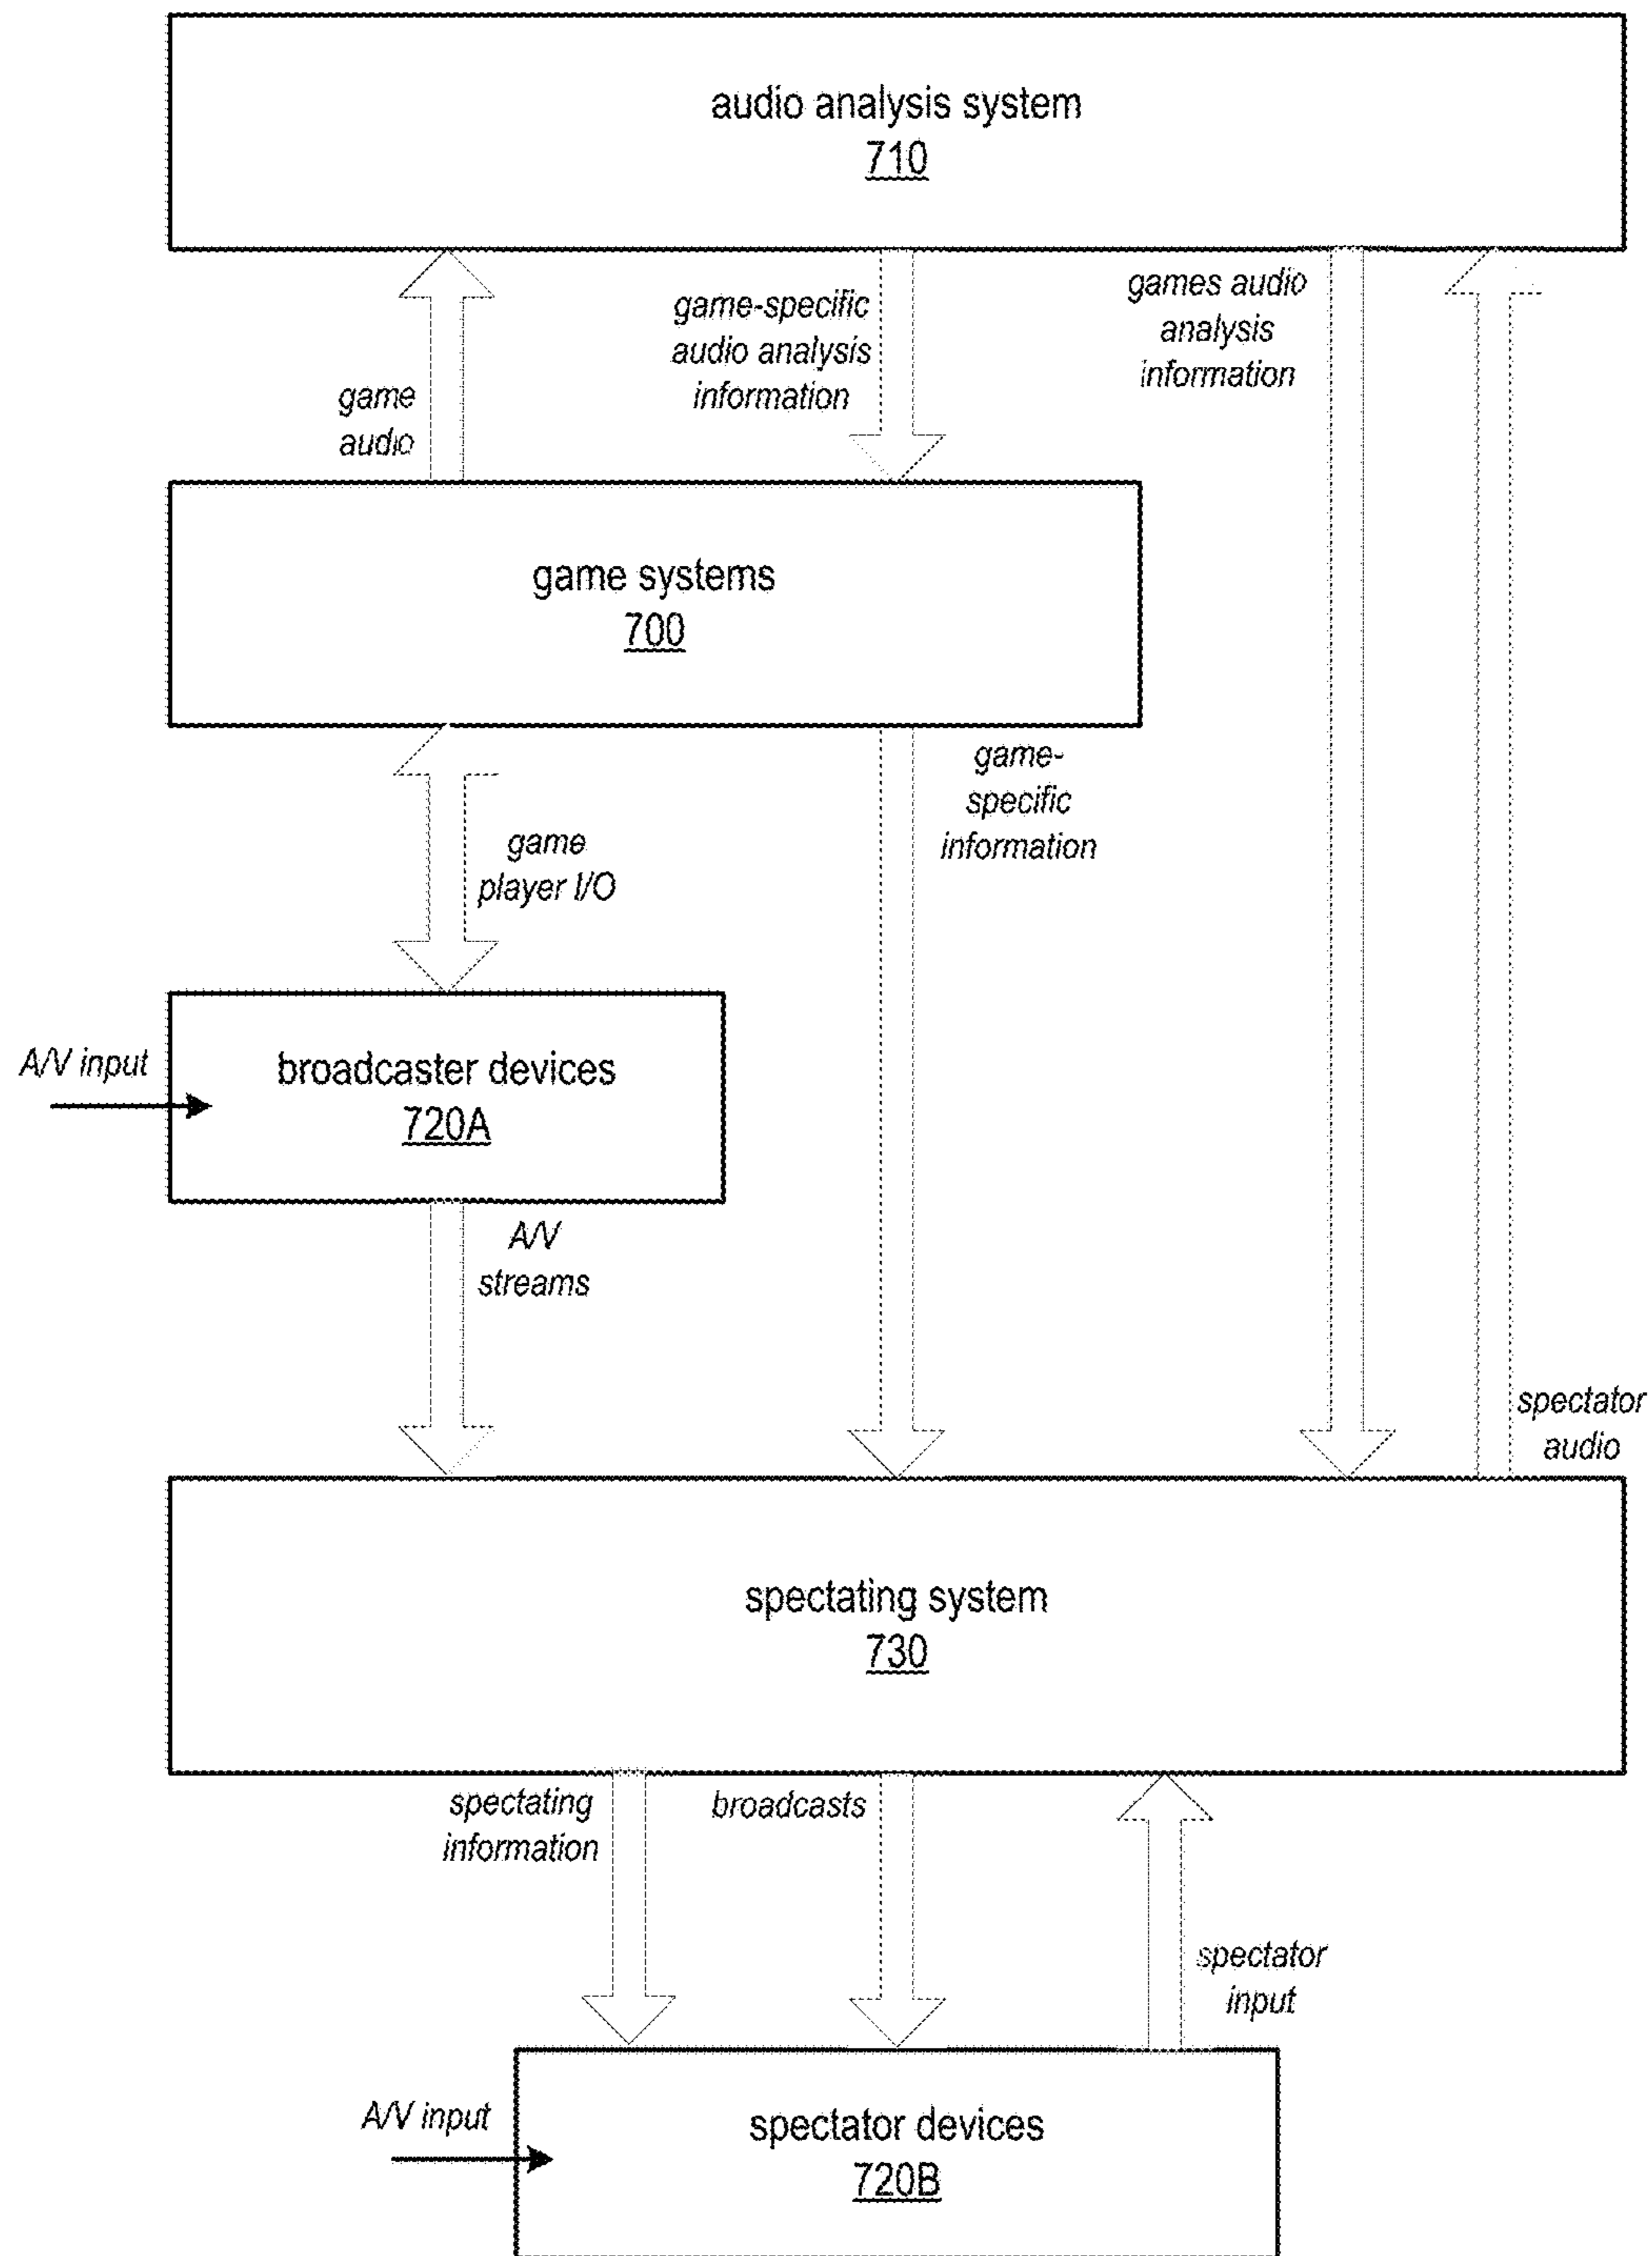 audio analysis system
710
game
audio
game-specific
audio analysis
information
games audio
analysis
information
game systems
700
game
player I/O
game-
specific
information
A/V input
broadcaster devices
720A
A/V
streams
spectator
audio
spectating system
730
spectating
information
broadcasts
spectator
input
A/V input
spectator devices
720B